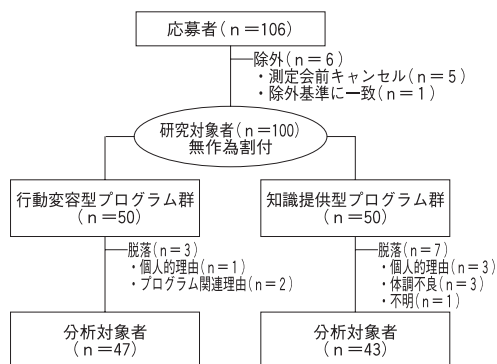 応募者(n=106)
除外(n=6)
・測定会前キャンセル(n=5)
・除外基準に一致(n=1)
研究対象者(n=100)
無作為割付
行動変容型プログラム群
(n=50)
知識提供型プログラム群
(n=50)
脱落(n=3)
・個人的理由(n=1)
・プログラム関連理由(n=2)
脱落(n=7)
・個人的理由(n=3)
・体調不良(n=3)
・不明(n=1)
分析対象者
(n=47)
分析対象者
(n=43)